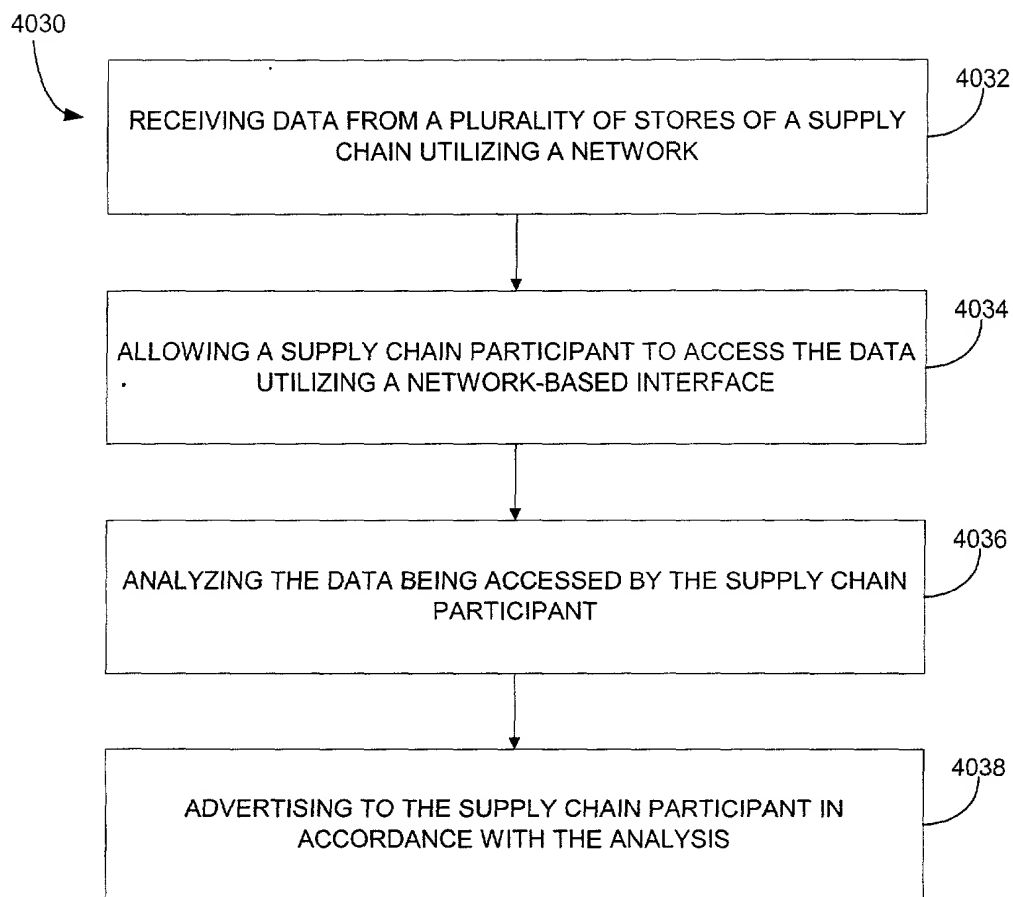 4030
4032
RECEIVING DATA FROM A PLURALITY OF STORES OF A SUPPLY
CHAIN UTILIZING A NETWORK
4034
ALLOWING A SUPPLY CHAIN PARTICIPANT TO ACCESS THE DATA
UTILIZING A NETWORK-BASED INTERFACE
4036
ANALYZING THE DATA BEING ACCESSED BY THE SUPPLY CHAIN
PARTICIPANT
4038
ADVERTISING TO THE SUPPLY CHAIN PARTICIPANT IN
ACCORDANCE WITH THE ANALYSIS